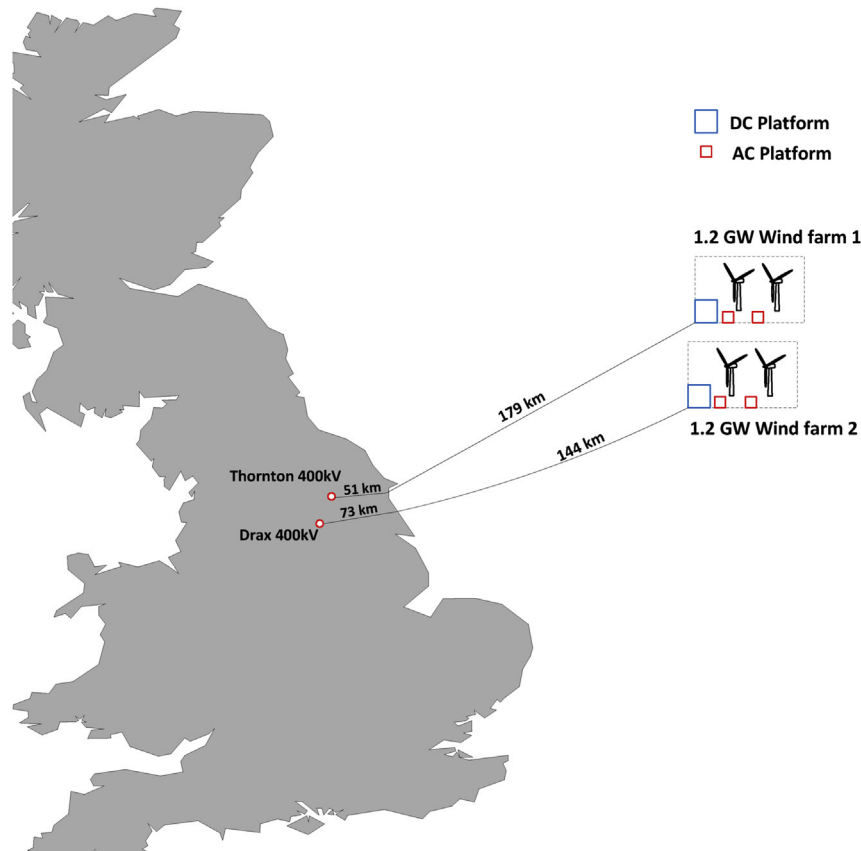 DC Platform
AC Platform
1.2 GW Wind farm 1
179 km
144 km
1.2 GW Wind farm 2
Thornton 400kV
51 km
73 km
Drax 400kV